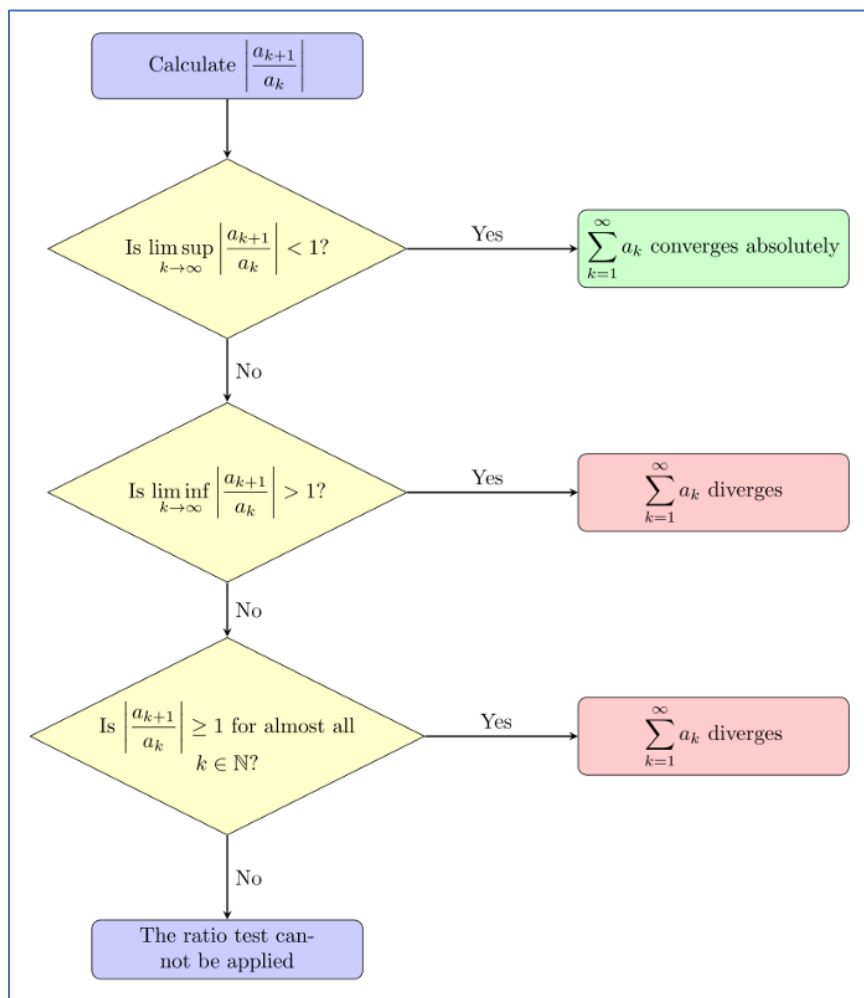 Calculate |a_{k+1}/a_k|
Is lim sup_{k→∞} |a_{k+1}/a_k| < 1?
Yes
∑_{k=1}^{∞} a_k converges absolutely
No
Is lim inf_{k→∞} |a_{k+1}/a_k| > 1?
Yes
∑_{k=1}^{∞} a_k diverges
No
Is |a_{k+1}/a_k| ≥ 1 for almost all
k ∈ ℕ?
Yes
∑_{k=1}^{∞} a_k diverges
No
The ratio test can-
not be applied